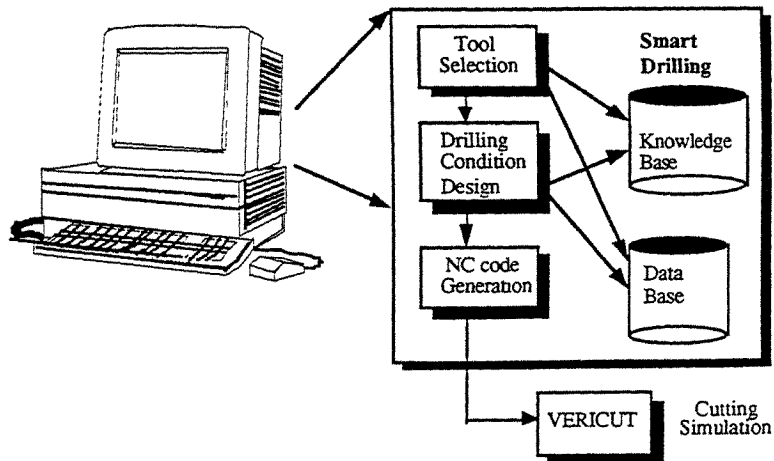 Tool
Selection
Smart
Drilling
Drilling
Condition
Design
Knowledge
Base
NC code
Generation
Data
Base
VERICUT
Cutting
Simulation